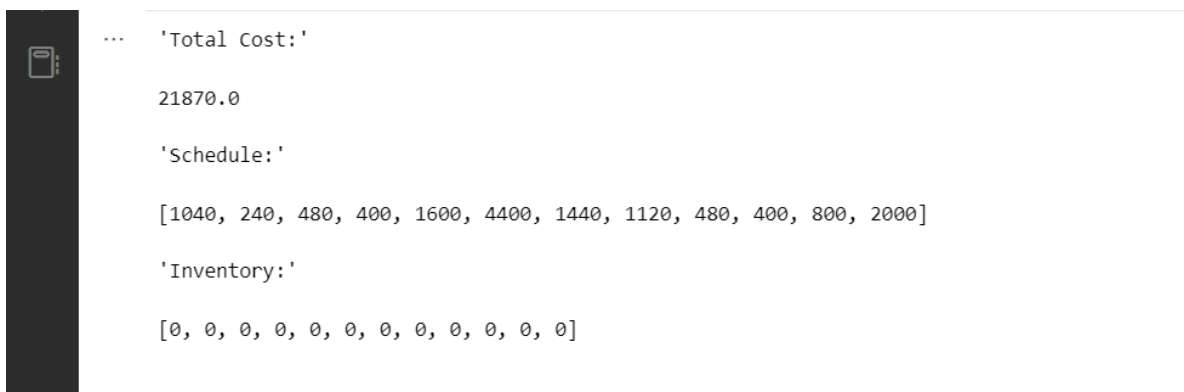 ... 'Total Cost:'
21870.0
'Schedule:'
[1040, 240, 480, 400, 1600, 4400, 1440, 1120, 480, 400, 800, 2000]
'Inventory:'
[0, 0, 0, 0, 0, 0, 0, 0, 0, 0, 0, 0]